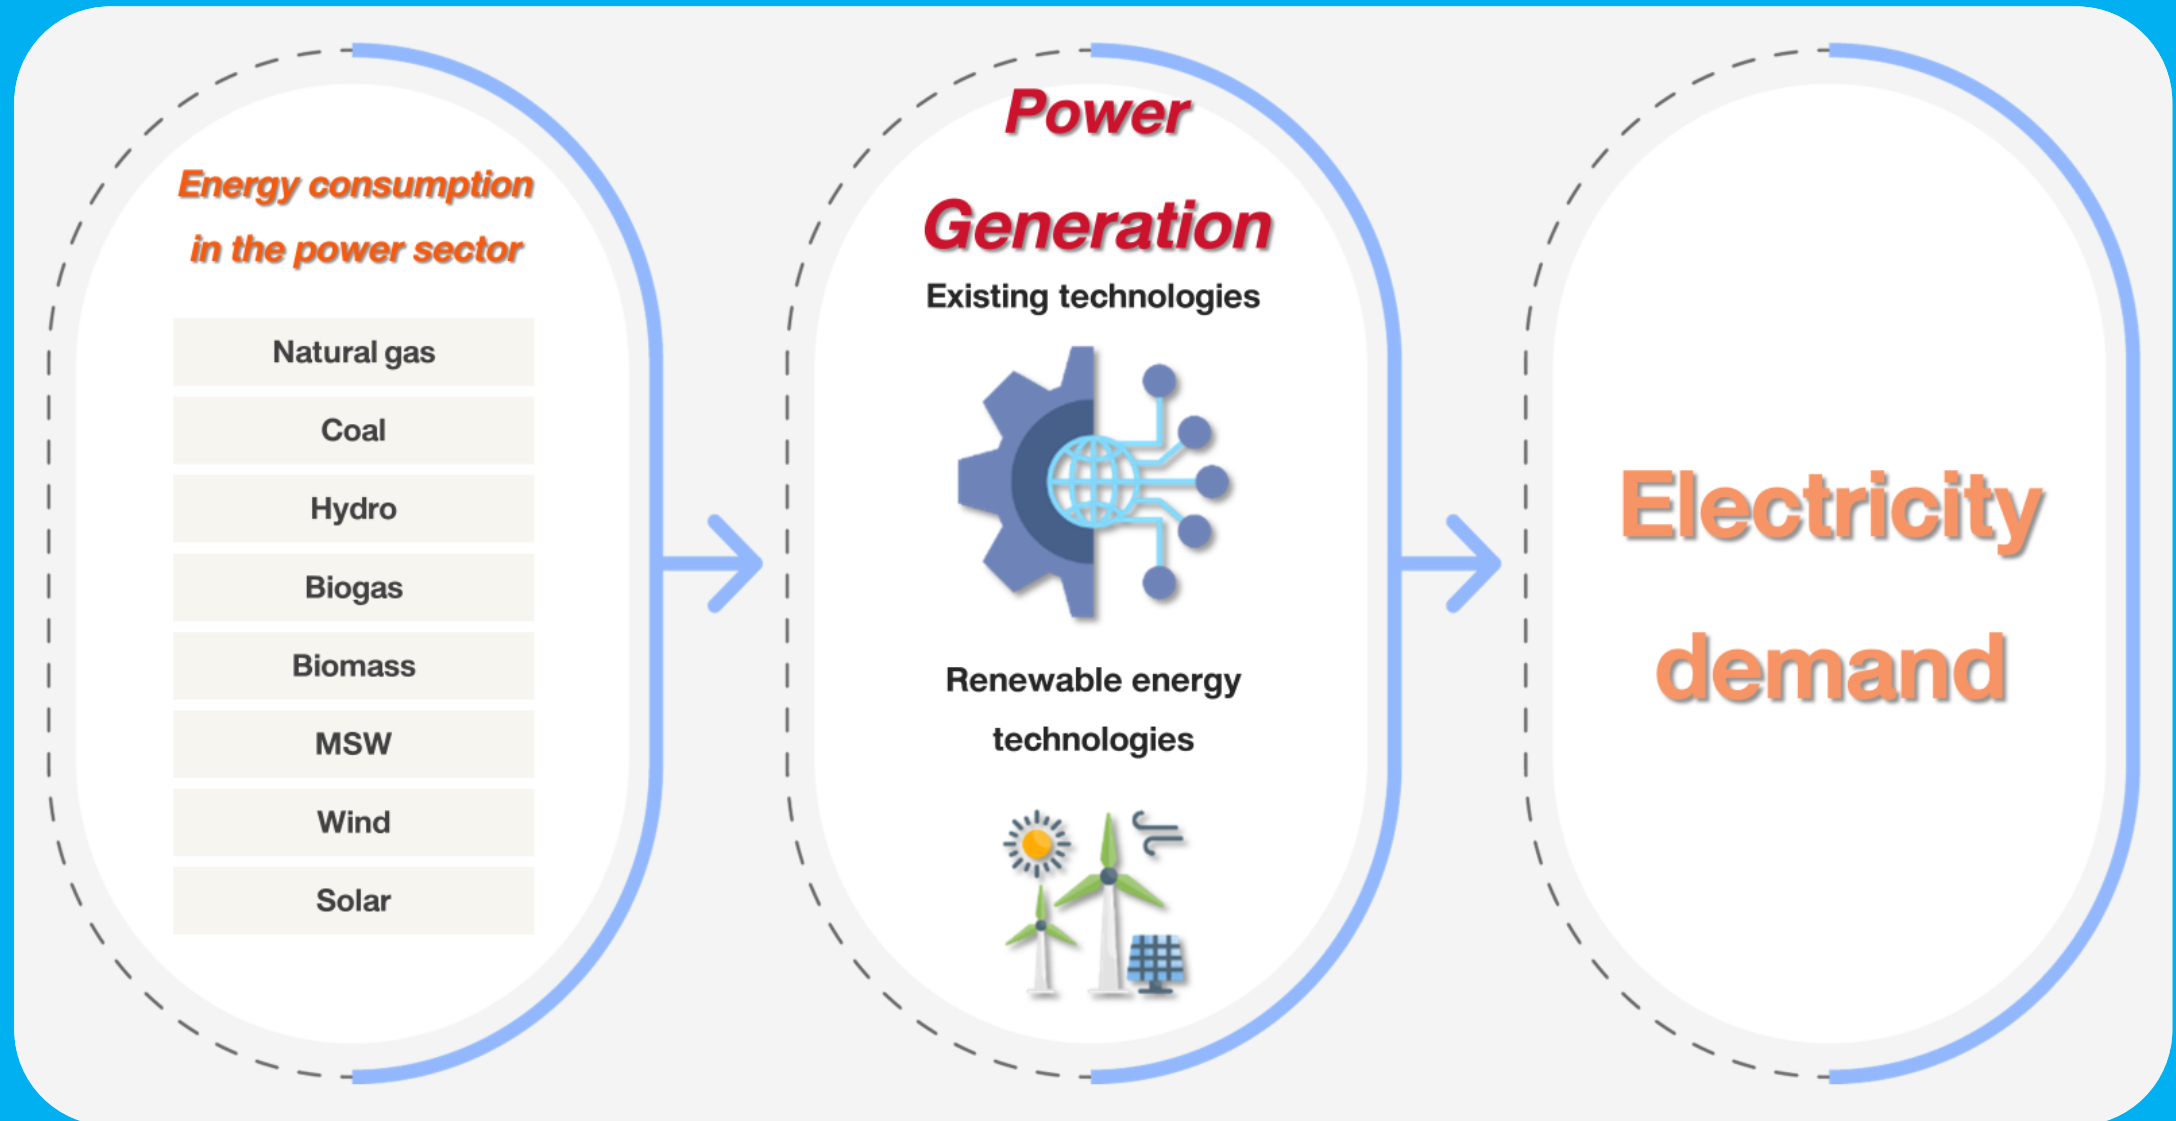 Energy consumption
in the power sector
Natural gas
Coal
Hydro
Biogas
Biomass
MSW
Wind
Solar
Power
Generation
Existing technologies
Renewable energy
technologies
Electricity
demand